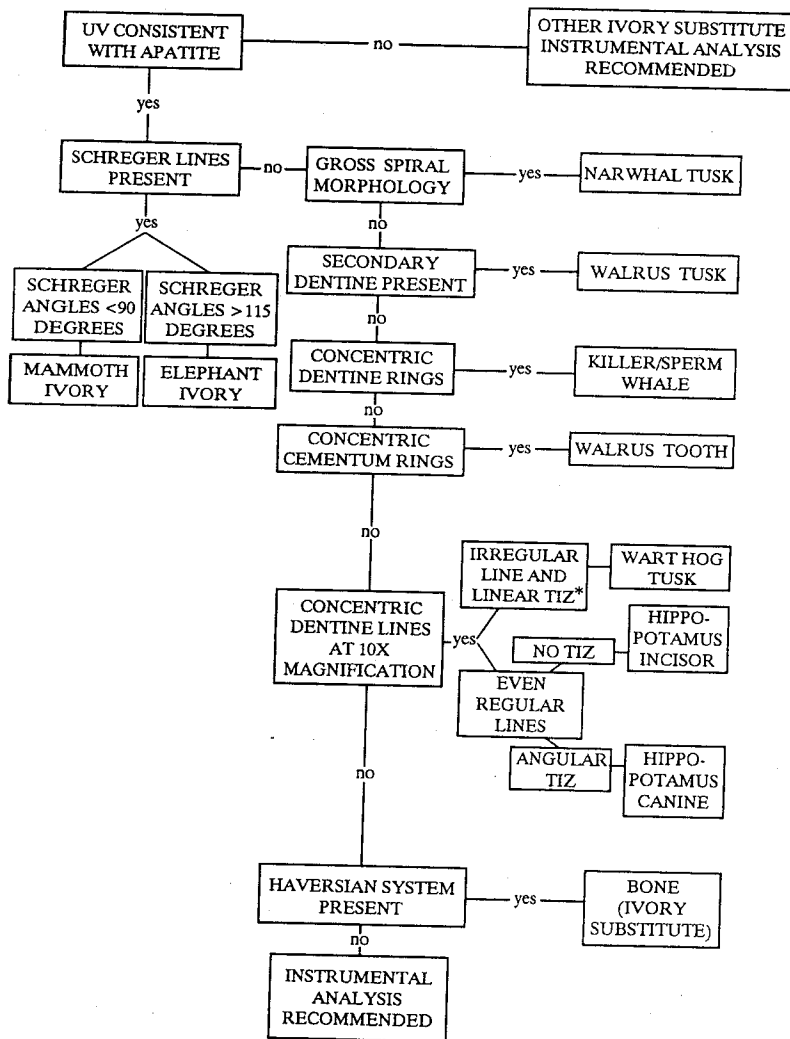 UV CONSISTENT
WITH APATITE
no
OTHER IVORY SUBSTITUTE
INSTRUMENTAL ANALYSIS
RECOMMENDED
yes
SCHREGER LINES
PRESENT
no
GROSS SPIRAL
MORPHOLOGY
yes
NARWHAL TUSK
yes
no
SCHREGER
ANGLES <90
DEGREES
SCHREGER
ANGLES >115
DEGREES
SECONDARY
DENTINE PRESENT
yes
WALRUS TUSK
no
MAMMOTH
IVORY
ELEPHANT
IVORY
CONCENTRIC
DENTINE RINGS
yes
KILLER/SPERM
WHALE
no
CONCENTRIC
CEMENTUM RINGS
yes
WALRUS TOOTH
no
CONCENTRIC
DENTINE LINES
AT 10X
MAGNIFICATION
yes
IRREGULAR
LINE AND
LINEAR TIZ*
WART HOG
TUSK
EVEN
REGULAR
LINES
NO TIZ
HIPPO-
POTAMUS
INCISOR
ANGULAR
TIZ
HIPPO-
POTAMUS
CANINE
no
HAVERSIAN SYSTEM
PRESENT
yes
BONE
(IVORY
SUBSTITUTE)
no
INSTRUMENTAL
ANALYSIS
RECOMMENDED